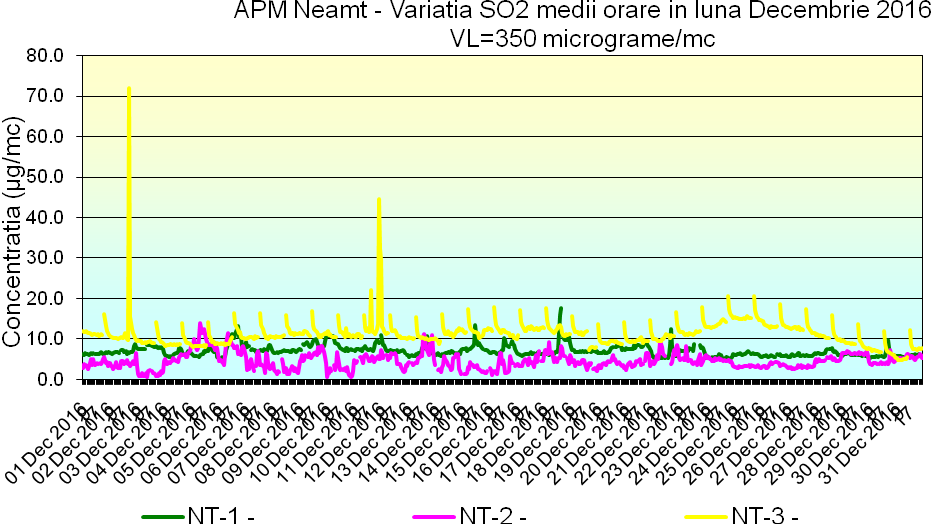 APM Neamt - Variatia SO2 medii orare in luna Decembrie 2016
VL=350 micrograme/mc
Concentratia (µg/mc)
80.0
70.0
60.0
50.0
40.0
30.0
20.0
10.0
0.0
01 Dec 2016
02 Dec 2016
03 Dec 2016
04 Dec 2016
05 Dec 2016
06 Dec 2016
07 Dec 2016
08 Dec 2016
09 Dec 2016
10 Dec 2016
11 Dec 2016
12 Dec 2016
13 Dec 2016
14 Dec 2016
15 Dec 2016
16 Dec 2016
17 Dec 2016
18 Dec 2016
19 Dec 2016
20 Dec 2016
21 Dec 2016
22 Dec 2016
23 Dec 2016
24 Dec 2016
25 Dec 2016
26 Dec 2016
27 Dec 2016
28 Dec 2016
29 Dec 2016
30 Dec 2016
31 Dec 2016
17
NT-1 -
NT-2 -
NT-3 -